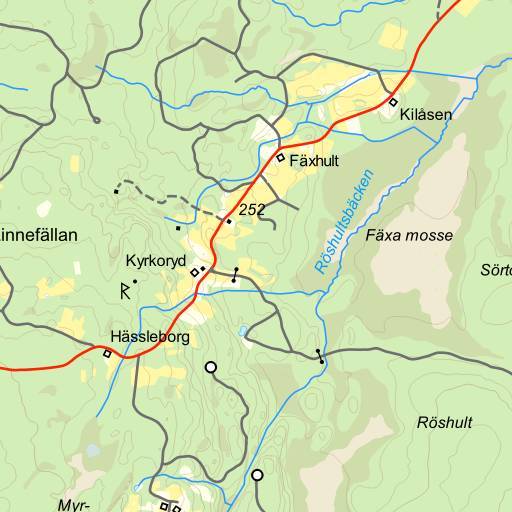 Kilåsen
Fäxhult
252
Röshultsbäcken
Fäxa mosse
innefällan
Kyrkoryd
Sörto
R
Hässleborg
Röshult
Myr-